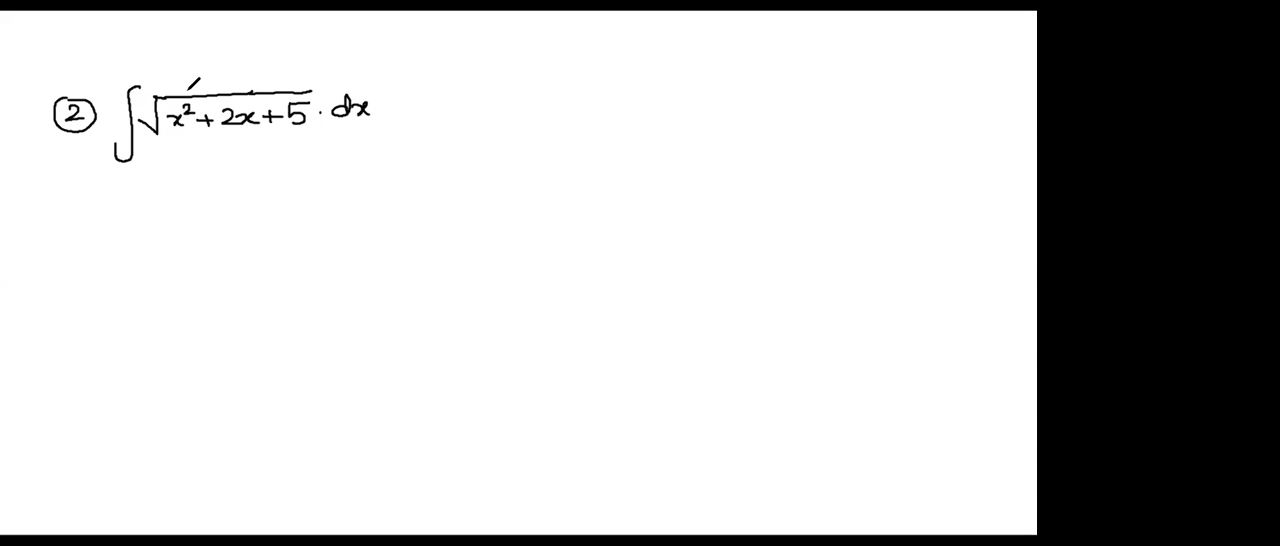 ② ∫√(x²+2x+5) · dx